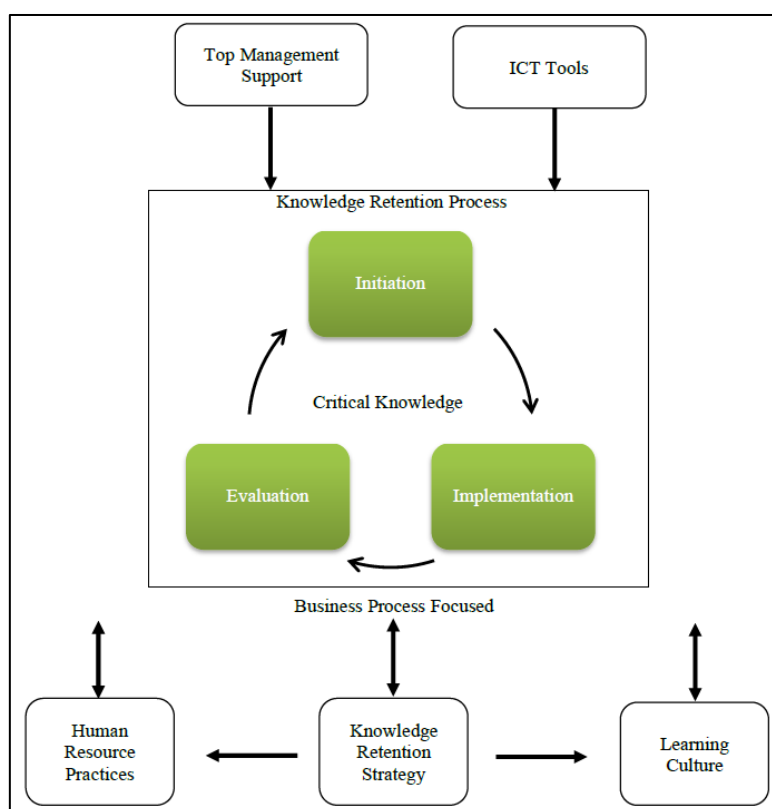 Top Management
Support
ICT Tools
Knowledge Retention Process
Initiation
Critical Knowledge
Evaluation
Implementation
Business Process Focused
Human
Resource
Practices
Knowledge
Retention
Strategy
Learning
Culture